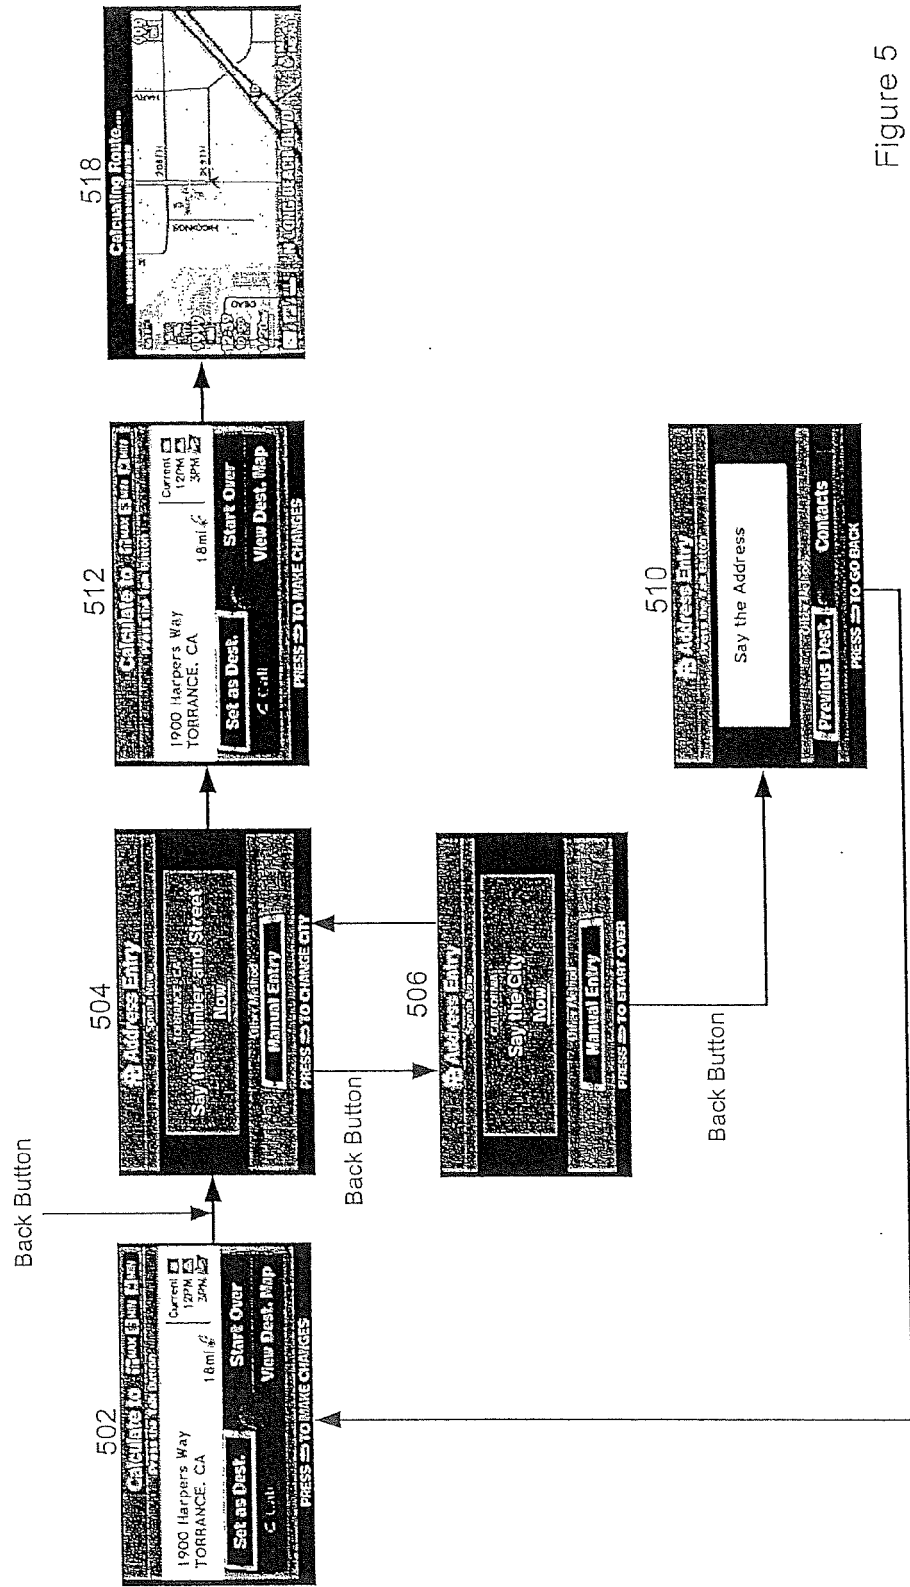 Figure 5
Back Button
502
Calculate to
1900 Harpers Way
TORRANCE, CA
18mi
Current
12PM
3PM
Set as Dest.
Start Over
Call
View Dest. Map
PRESS TO MAKE CHANGES
504
Address Entry
Say the Number and Street
Now
Manual Entry
PRESS TO CHANGE CITY
Back Button
506
Address Entry
Say the City
Now
Manual Entry
PRESS TO START OVER
Back Button
510
Address Entry
Say the Address
Previous Dest.
Contacts
PRESS TO GO BACK
512
Calculate to
1900 Harpers Way
TORRANCE, CA
18mi
Current
12PM
3PM
Set as Dest.
Start Over
Call
View Dest. Map
PRESS TO MAKE CHANGES
518
Calculating Route....
LONG BEACH BLVD